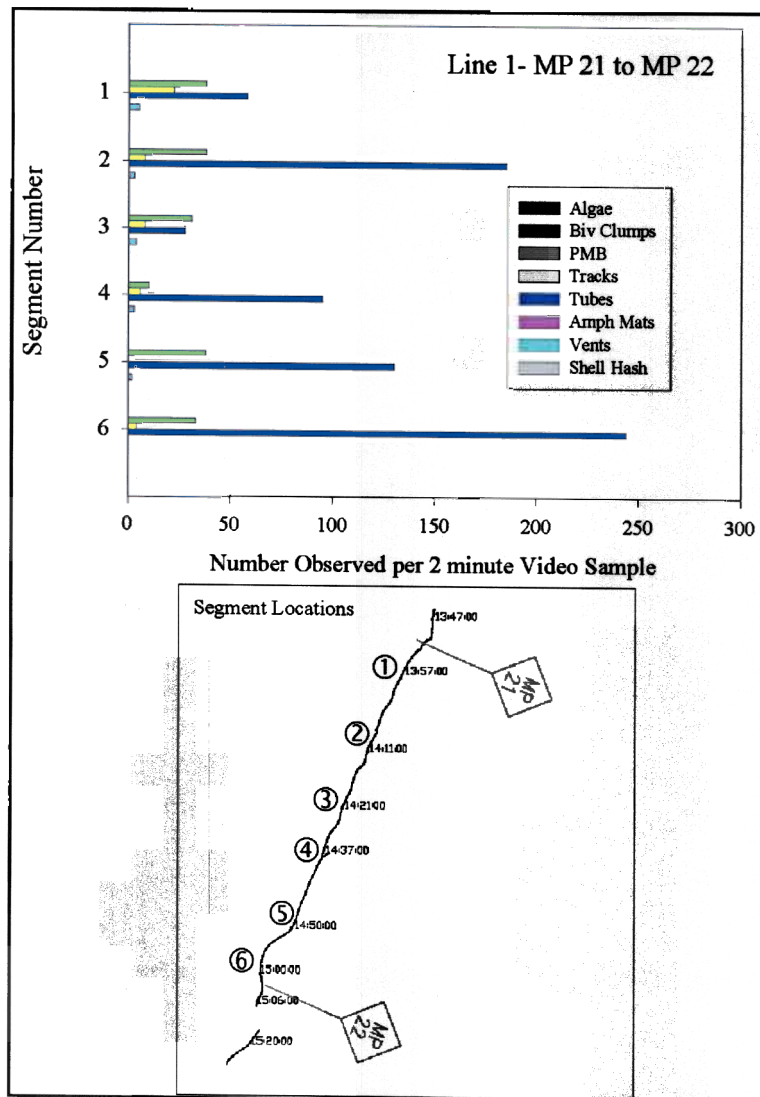 Line 1- MP 21 to MP 22
Segment Number
1
2
3
4
5
6
Algae
Biv Clumps
PMB
Tracks
Tubes
Amph Mats
Vents
Shell Hash
0 50 100 150 200 250 300
Number Observed per 2 minute Video Sample
Segment Locations
13:47:00
① 13:57:00
MP 21
② 14:11:00
③ 14:21:00
④ 14:37:00
⑤ 14:50:00
⑥ 15:00:00
15:06:00
MP 22
15:20:00